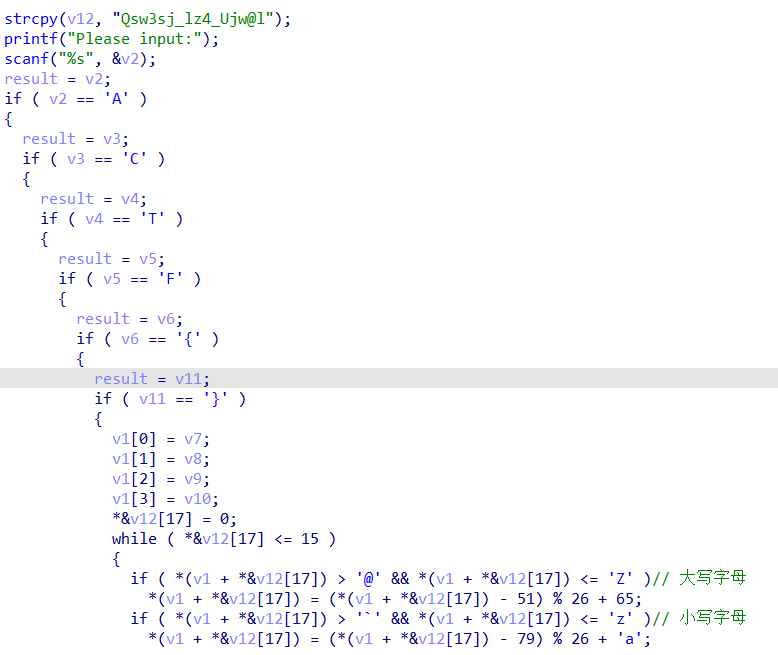 strcpy(v12, "Qsw3sj_lz4_Ujw@l");
printf("Please input:");
scanf("%s", &v2);
result = v2;
if ( v2 == 'A' )
{
result = v3;
if ( v3 == 'C' )
{
result = v4;
if ( v4 == 'T' )
{
result = v5;
if ( v5 == 'F' )
{
result = v6;
if ( v6 == '{' )
{
result = v11;
if ( v11 == '}' )
{
v1[0] = v7;
v1[1] = v8;
v1[2] = v9;
v1[3] = v10;
*&v12[17] = 0;
while ( *&v12[17] <= 15 )
{
if ( *(v1 + *&v12[17]) > '@' && *(v1 + *&v12[17]) <= 'Z' )// 大写字母
*(v1 + *&v12[17]) = (*(v1 + *&v12[17]) - 51) % 26 + 65;
if ( *(v1 + *&v12[17]) > '`' && *(v1 + *&v12[17]) <= 'z' )// 小写字母
*(v1 + *&v12[17]) = (*(v1 + *&v12[17]) - 79) % 26 + 'a';